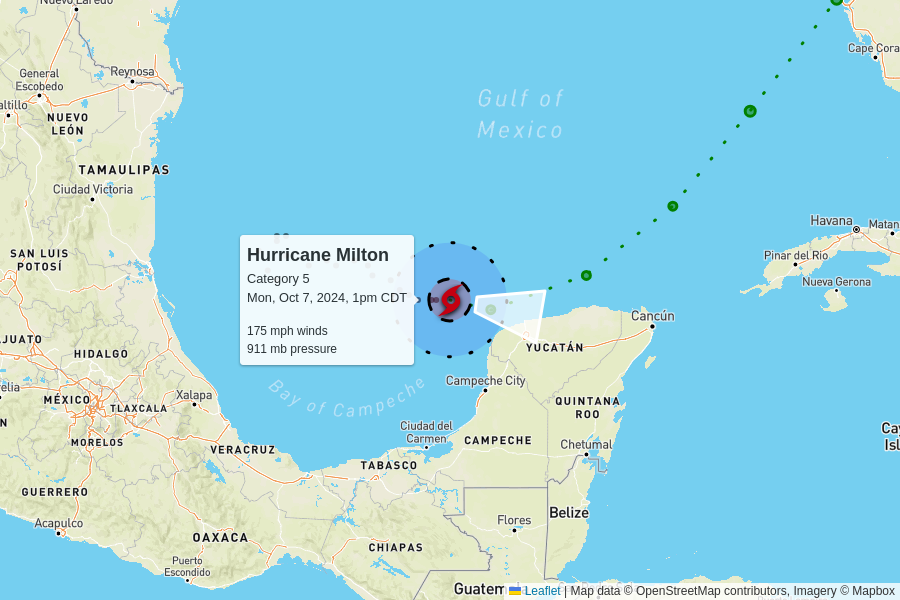 Nuevo Laredo
Cape Cora
General
Escobedo
Reynosa
altillo
NUEVO
LEÓN
Gulf of
Mexico
TAMAULIPAS
Ciudad Victoria
Havana
Matan
SAN LUIS
POTOSÍ
Pinar del Rio
Nueva Gerona
Hurricane Milton
Category 5
Mon, Oct 7, 2024, 1pm CDT
175 mph winds
911 mb pressure
Cancún
JUATO
HIDALGO
YUCATÁN
relia
MÉXICO
Xalapa
TLAXCALA
Bay of Campeche
Campeche City
QUINTANA
ROO
N
MORELOS
VERACRUZ
Ciudad del
Carmen
CAMPECHE
Chetumal
Cay
Isl
TABASCO
GUERRERO
Acapulco
OAXACA
Flores
Belize
CHIAPAS
Puerto
Escondido
Guatem
Leaflet | Map data © OpenStreetMap contributors, Imagery © Mapbox